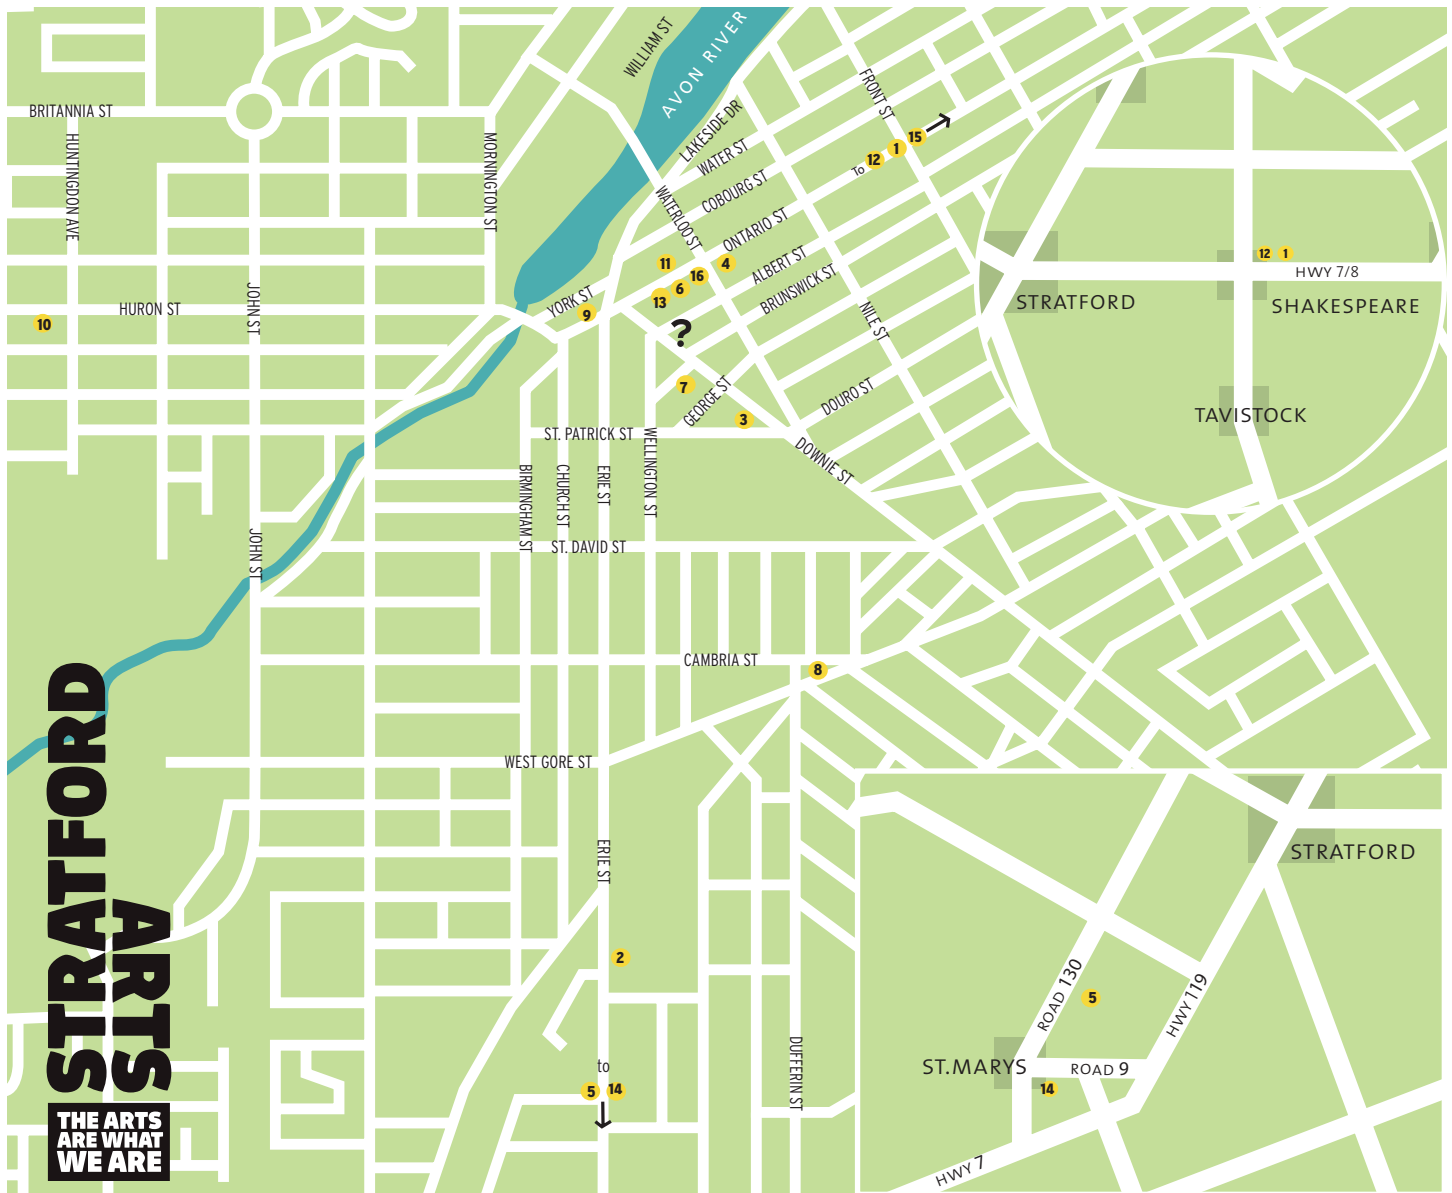 WILLIAM ST
AVON RIVER
BRITANNIA ST
HUNTINGDON AVE
MORNINGTON ST
LAKESIDE DR
WATER ST
COBOURG ST
WATERLOO ST
ONTARIO ST
ALBERT ST
BRUNSWICK ST
FRONT ST
To
12
1
15
NILE ST
11
4
16
6
13
YORK ST
9
?
HURON ST
JOHN ST
10
7
GEORGE ST
3
DOURO ST
ST. PATRICK ST
DOWNIE ST
WELLINGTON ST
BIRMINGHAM ST
CHURCH ST
ERIE ST
JOHN ST
ST. DAVID ST
CAMBRIA ST
8
WEST GORE ST
ERIE ST
2
to
5
14
DUFFERIN ST
12
1
HWY 7/8
STRATFORD
SHAKESPEARE
TAVISTOCK
STRATFORD
ROAD 130
5
HWY 119
ST.MARYS
ROAD 9
14
HWY 7
STRATFORD
ARTS
THE ARTS
ARE WHAT
WE ARE